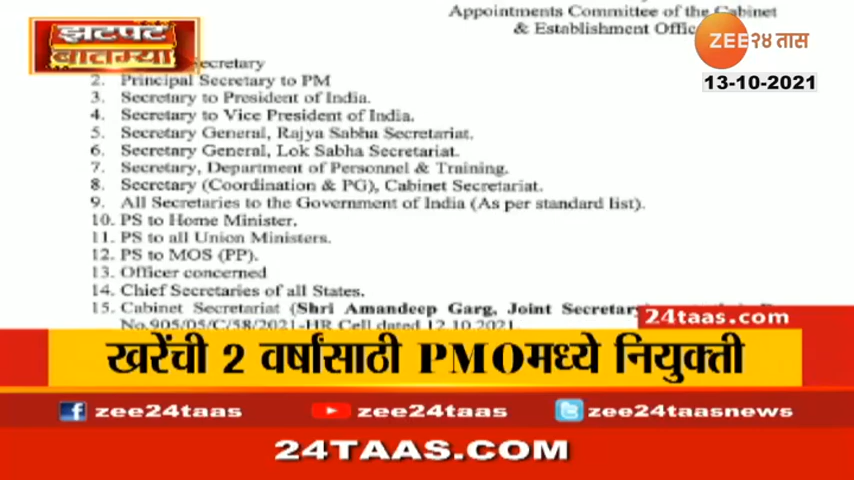 Appointments Committee of the Cabinet
& Establishment
झटपट
बातम्या
ZEE २४ तास
13-10-2021
Secretary
2. Principal Secretary to PM
3. Secretary to President of India.
4. Secretary to Vice President of India.
5. Secretary General, Rajya Sabha Secretariat.
6. Secretary General, Lok Sabha Secretariat.
7. Secretary, Department of Personnel & Training.
8. Secretary (Coordination & PG), Cabinet Secretariat.
9. All Secretaries to the Government of India (As per standard list).
10. PS to Home Minister.
11. PS to all Union Ministers.
12. PS to MOS (PP).
13. Officer concerned
14. Chief Secretaries of all States.
15. Cabinet Secretariat (Shri Amandeep Garg, Joint Secretary
No.905/05/C/58/2021-HR Cell dated 12.10.2021.
24taas.com
खरेंची 2 वर्षांसाठी PMOमध्ये नियुक्ती
zee24taas
zee24taas
zee24taasnews
24TAAS.COM